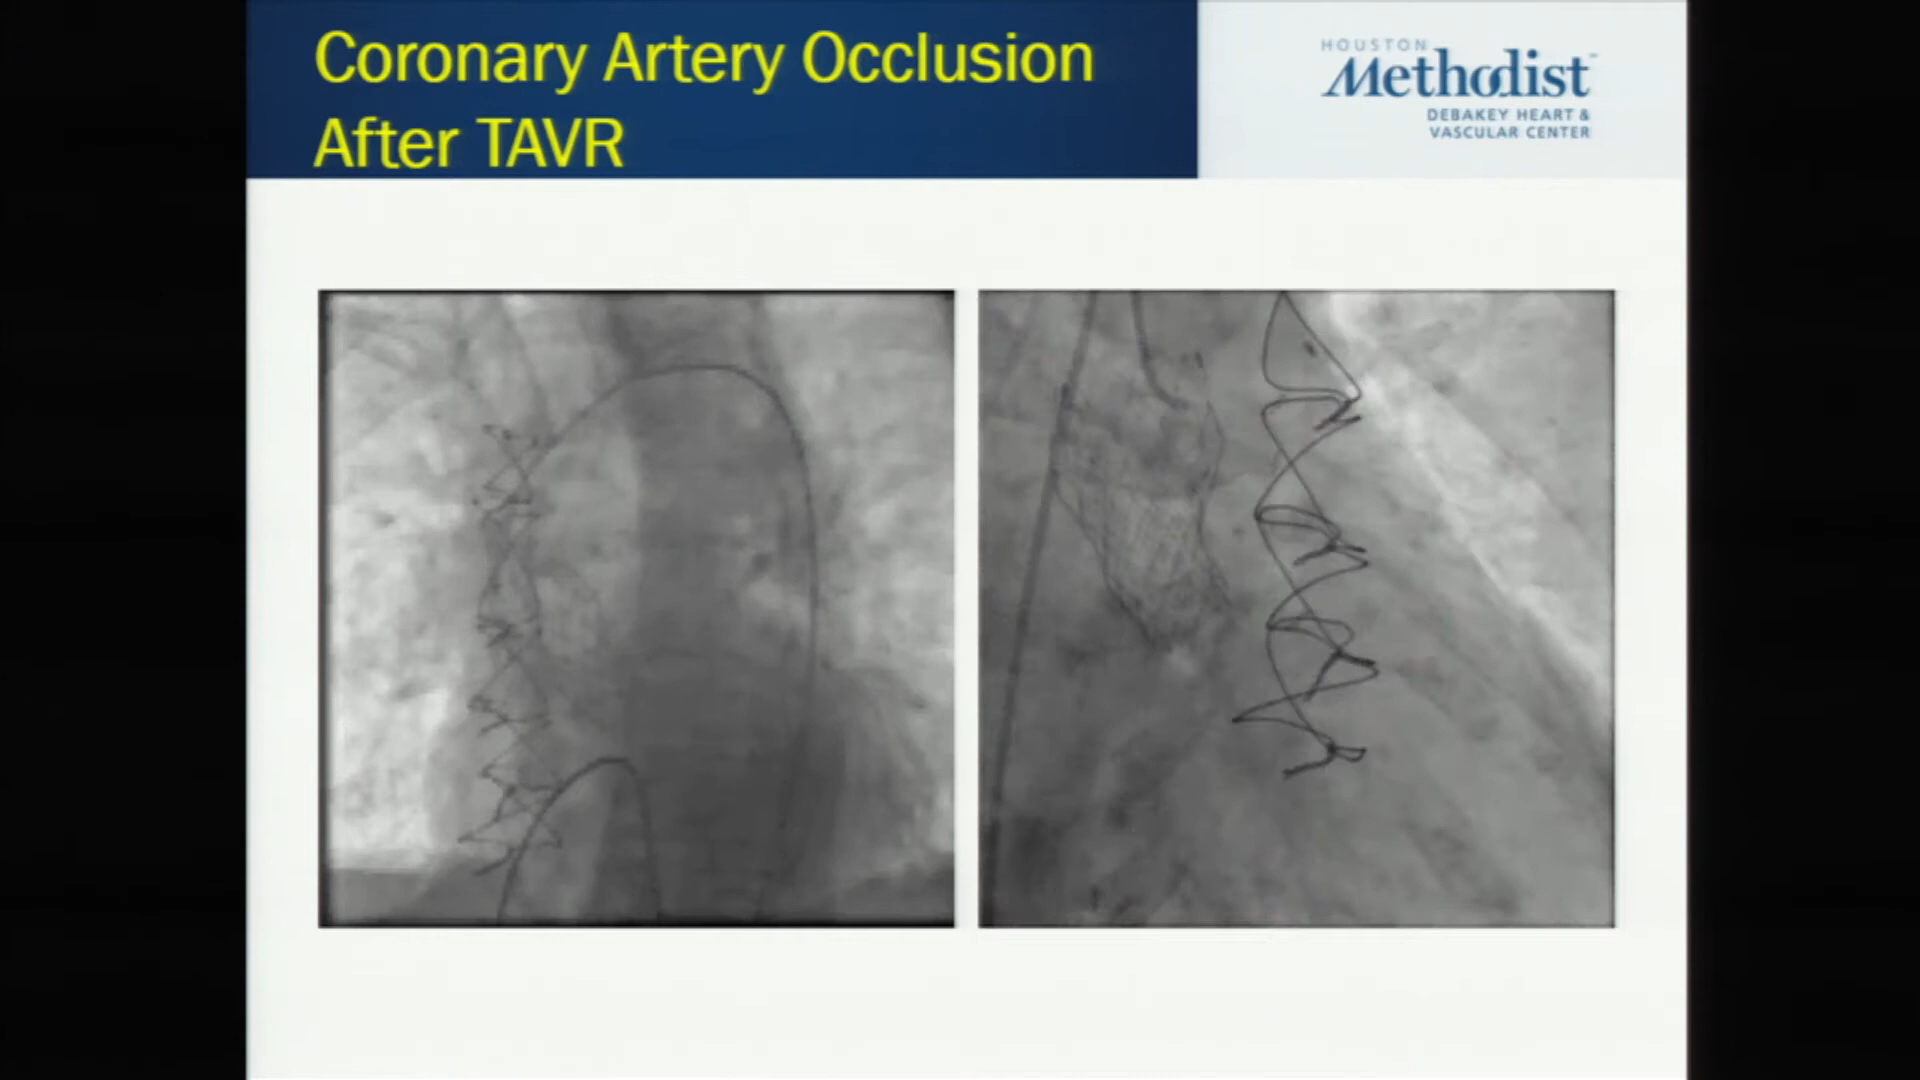 Coronary Artery Occlusion
After TAVR
HOUSTON
Methodist
DEBAKEY HEART &
VASCULAR CENTER